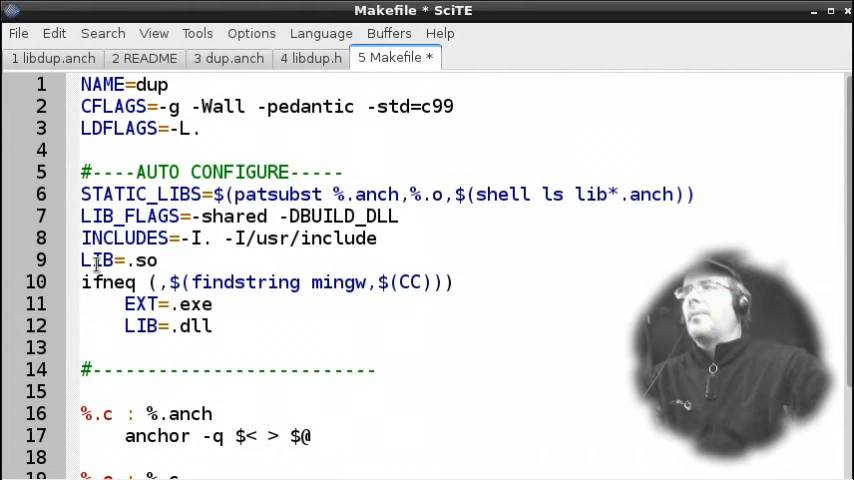 Makefile * SciTE
File Edit Search View Tools Options Language Buffers Help
1 libdup.anch 2 README 3 dup.anch 4 libdup.h 5 Makefile *
1 NAME=dup
2 CFLAGS=-g -Wall -pedantic -std=c99
3 LDFLAGS=-L.
4
5 #----AUTO CONFIGURE-----
6 STATIC_LIBS=$(patsubst %.anch,%.o,$(shell ls lib*.anch))
7 LIB_FLAGS=-shared -DBUILD_DLL
8 INCLUDES=-I. -I/usr/include
9 LIB=.so
10 ifneq (,$(findstring mingw,$(CC)))
11 EXT=.exe
12 LIB=.dll
13
14 #--------------------------
15
16 %.c : %.anch
17 anchor -q $< > $@
18